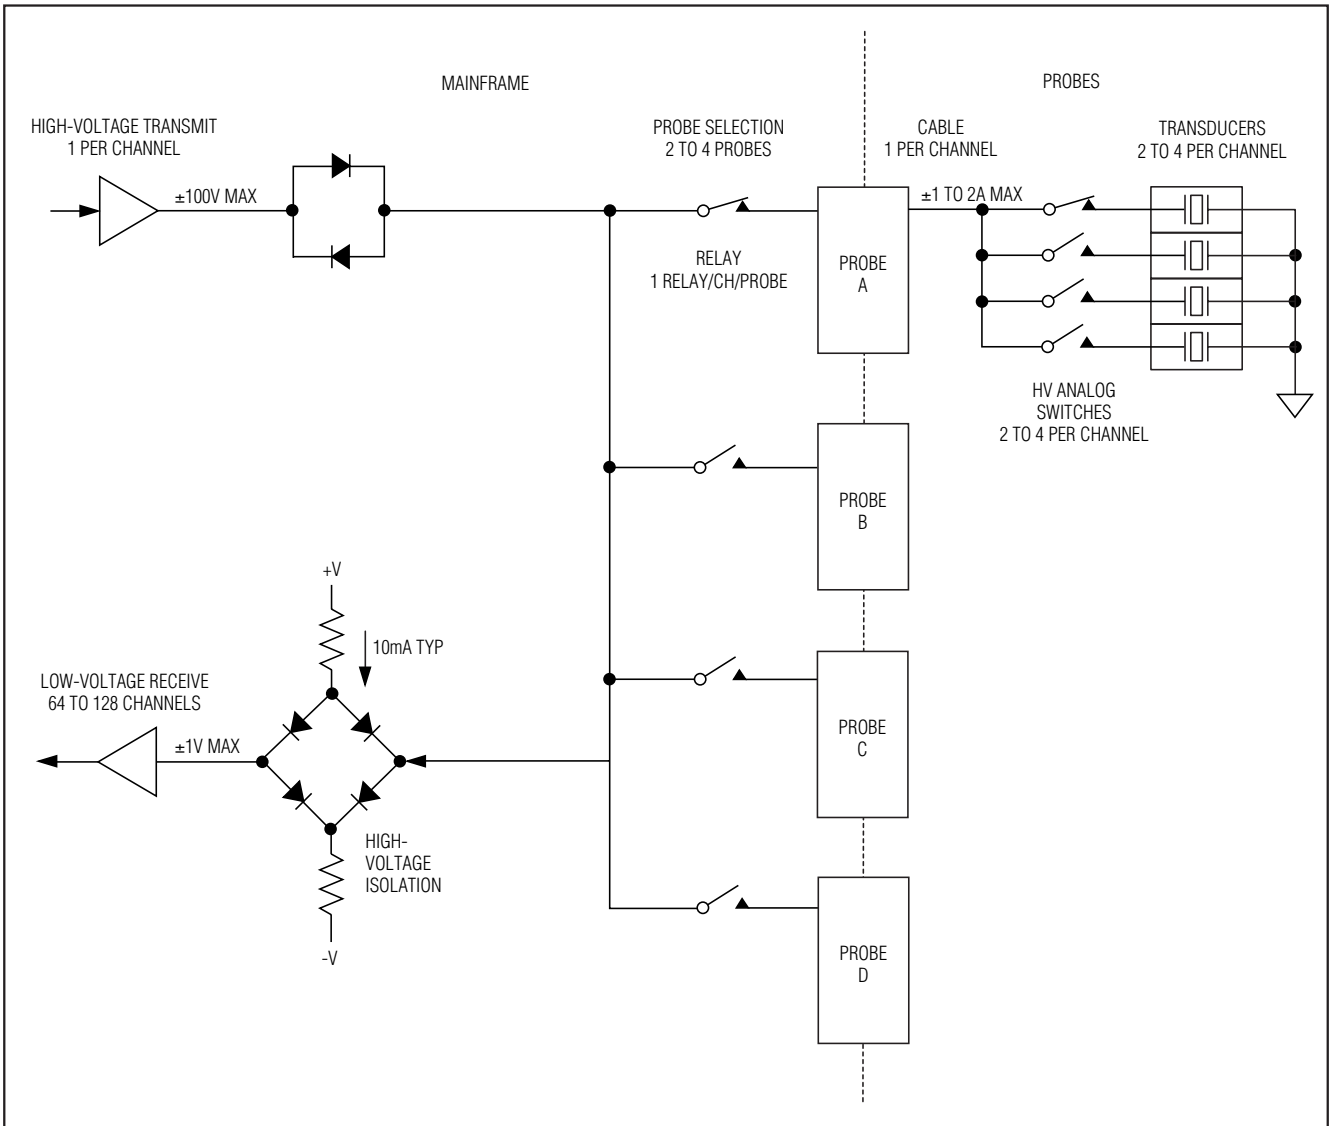 MAINFRAME
PROBES
HIGH-VOLTAGE TRANSMIT
1 PER CHANNEL
±100V MAX
PROBE SELECTION
2 TO 4 PROBES
RELAY
1 RELAY/CH/PROBE
CABLE
1 PER CHANNEL
±1 TO 2A MAX
TRANSDUCERS
2 TO 4 PER CHANNEL
PROBE
A
HV ANALOG
SWITCHES
2 TO 4 PER CHANNEL
PROBE
B
+V
10mA TYP
LOW-VOLTAGE RECEIVE
64 TO 128 CHANNELS
±1V MAX
HIGH-
VOLTAGE
ISOLATION
-V
PROBE
C
PROBE
D